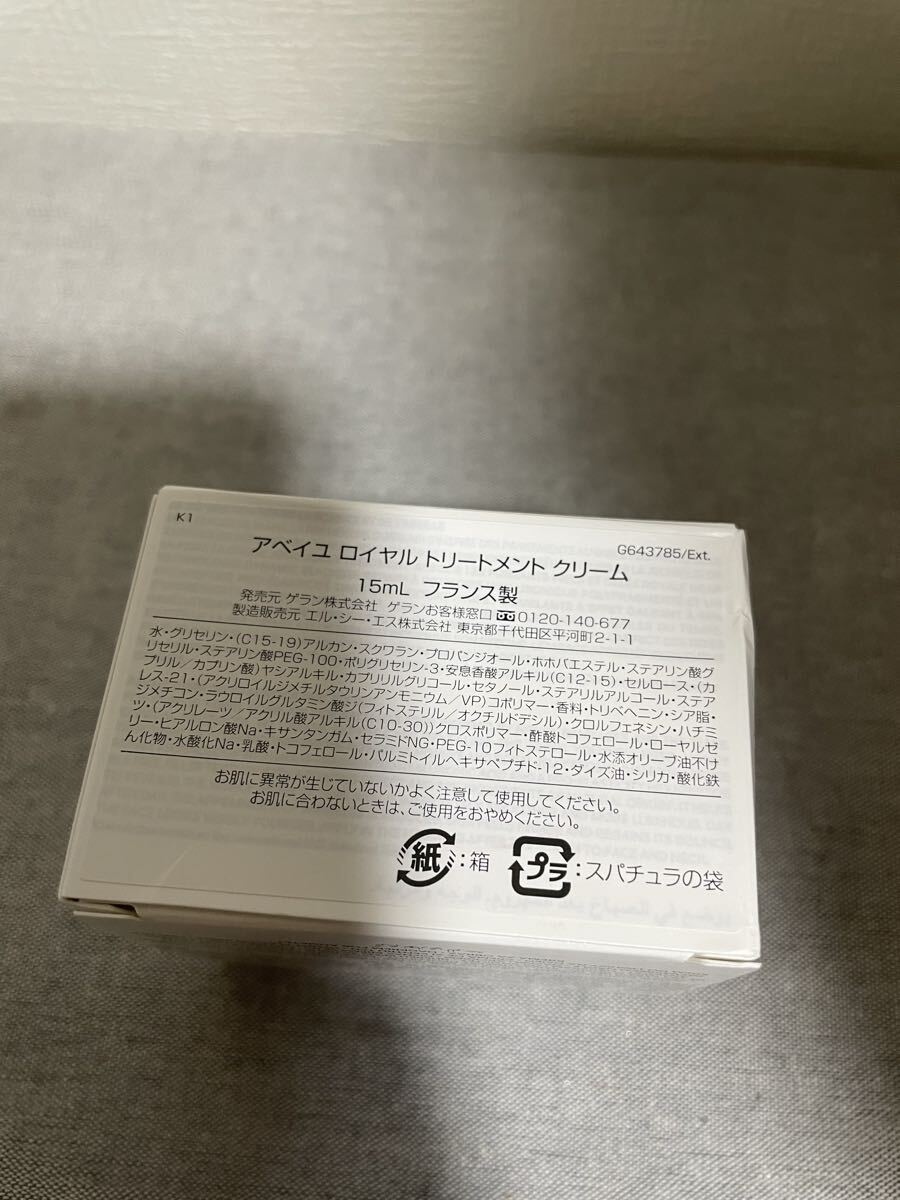 K1
G643785/Ext.
アベイユ ロイヤル トリートメント クリーム
15mL フランス製
発売元 ゲラン株式会社 ゲランお客様窓口 0120-140-677
製造販売元 エル・シー・エス株式会社 東京都千代田区平河町2-1-1
水・グリセリン・(C15-19)アルカン・スクワラン・プロパンジオール・ホホバエステル・ステアリン酸グ
リセリル・ステアリン酸PEG-100・ポリグリセリン-3・安息香酸アルキル(C12-15)・セルロース・(カ
プリル/カプリン酸)ヤシアルキル・カプリリルグリコール・セタノール・ステアリルアルコール・ステア
レス-21・(アクリロイルジメチルタウリンアンモニウム/VP)コポリマー・香料・トリベヘニン・シア脂・
ジメチコン・ラウロイルグルタミン酸ジ(フィトステリル/オクチルドデシル)・クロルフェネシン・ハチミ
ツ・(アクリレーツ/アクリル酸アルキル(C10-30))クロスポリマー・酢酸トコフェロール・ローヤルゼ
リー・ヒアルロン酸Na・キサンタンガム・セラミドNG・PEG-10フィトステロール・水添オリーブ油不け
ん化物・水酸化Na・乳酸・トコフェロール・パルミトイルヘキサペプチド-12・ダイズ油・シリカ・酸化鉄
お肌に異常が生じていないかよく注意して使用してください。
お肌に合わないときは、ご使用をおやめください。
紙:箱 プラ:スパチュラの袋